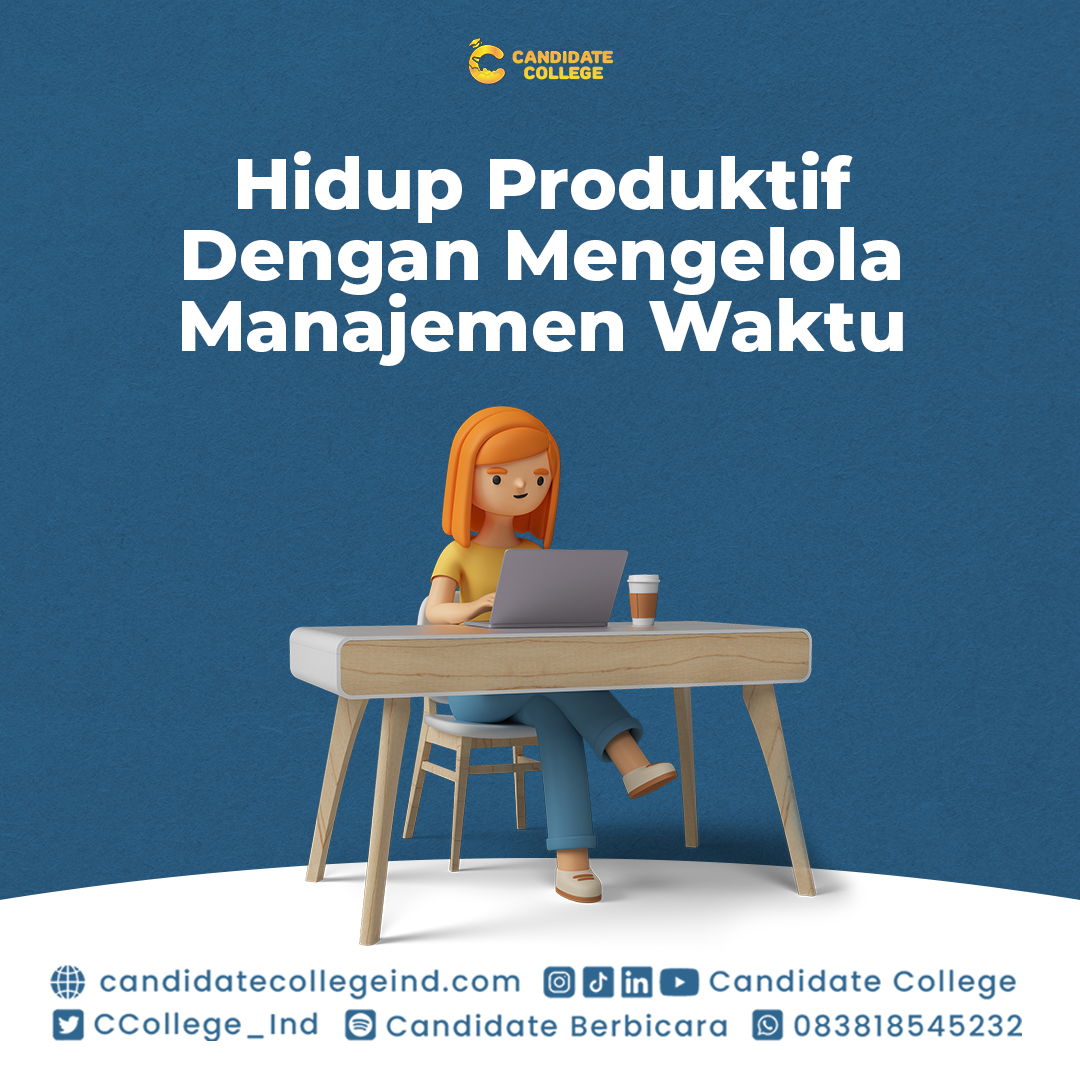 CANDIDATE
COLLEGE
Hidup Produktif
Dengan Mengelola
Manajemen Waktu
candidatecollegeind.com Candidate College
CCollege_Ind Candidate Berbicara 083818545232